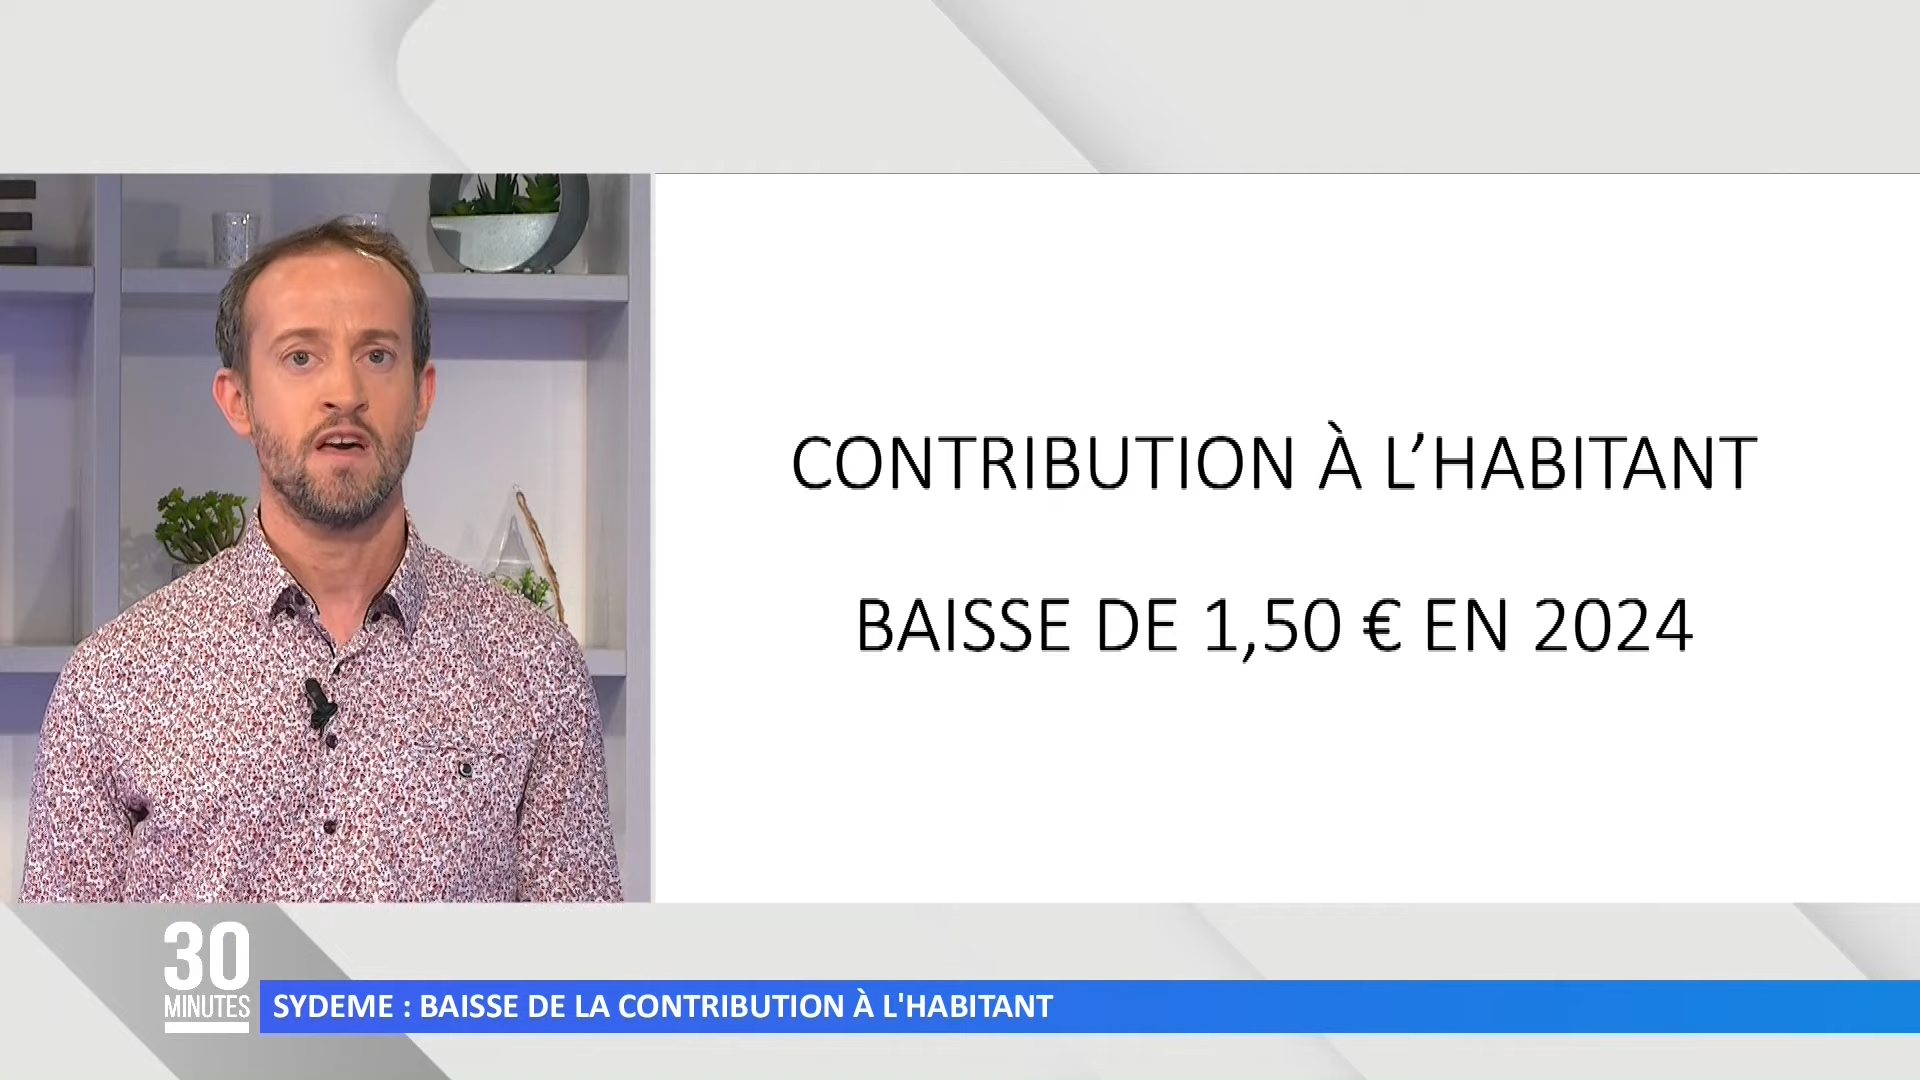 CONTRIBUTION À L’HABITANT
BAISSE DE 1,50 € EN 2024
30
MINUTES
SYDEME : BAISSE DE LA CONTRIBUTION À L'HABITANT